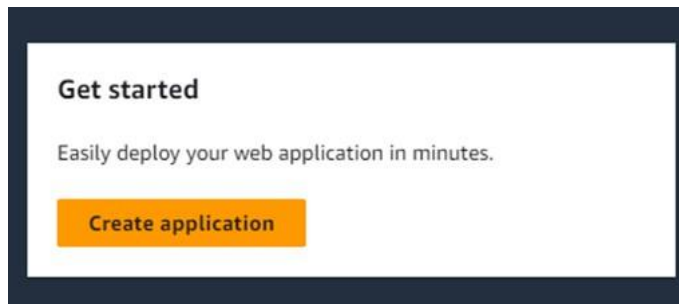 Get started
Easily deploy your web application in minutes.
Create application